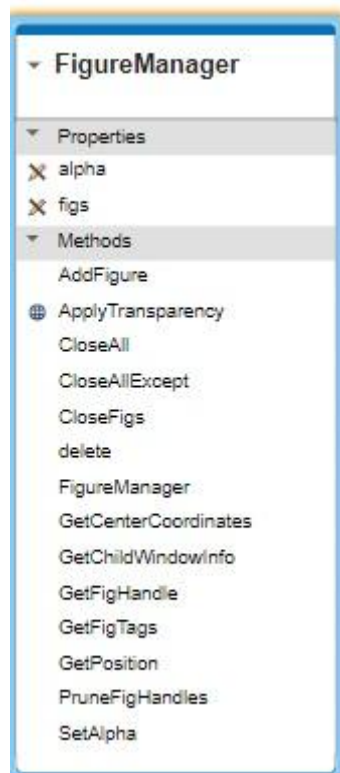 FigureManager
Properties
alpha
figs
Methods
AddFigure
ApplyTransparency
CloseAll
CloseAllExcept
CloseFigs
delete
FigureManager
GetCenterCoordinates
GetChildWindowInfo
GetFigHandle
GetFigTags
GetPosition
PruneFigHandles
SetAlpha